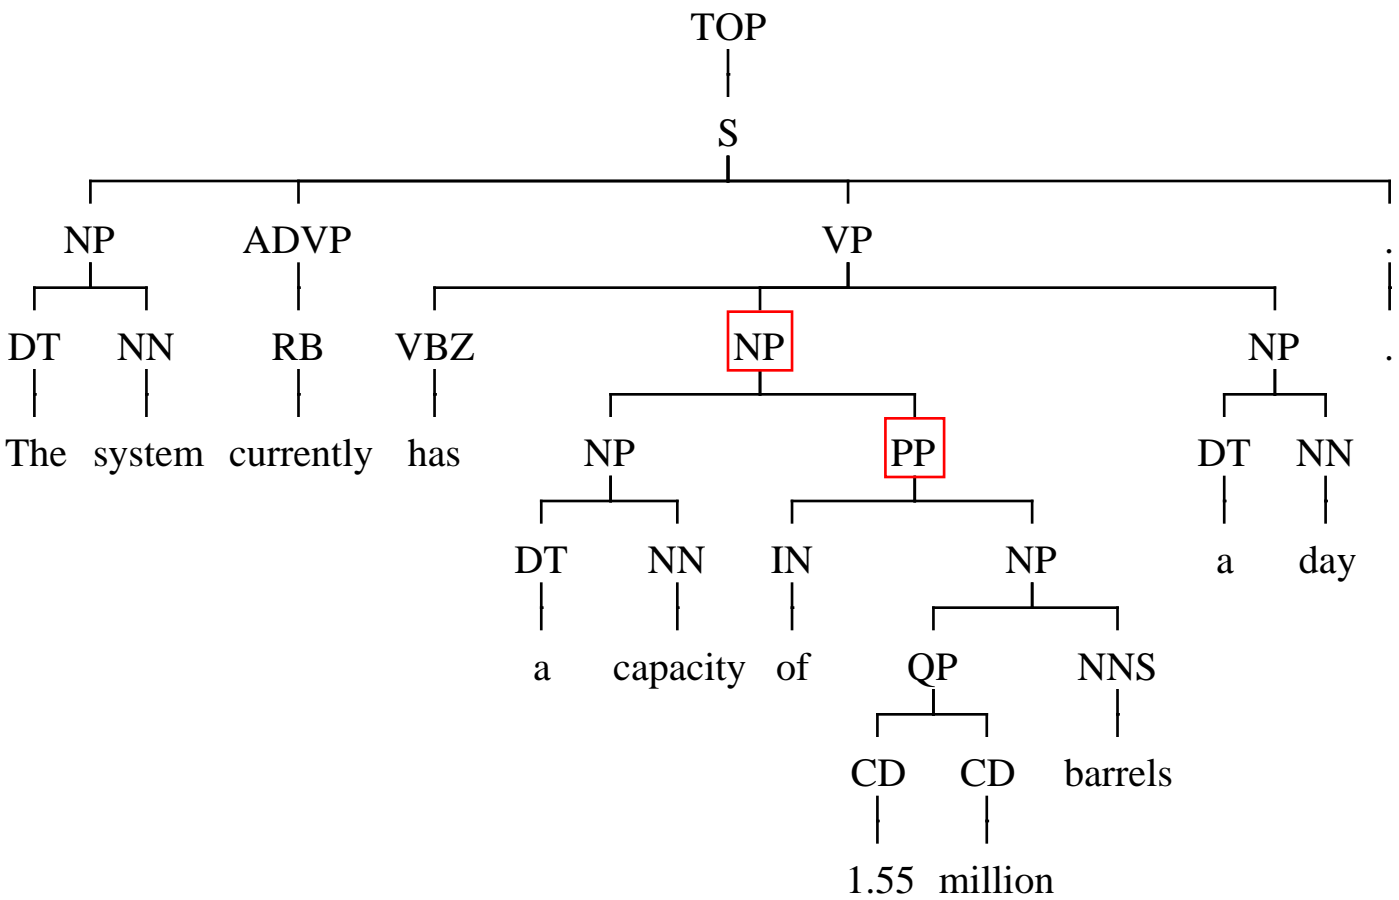 TOP
S
NP ADVP VP .
DT NN RB VBZ NP NP .
The system currently has NP PP DT NN
DT NN IN NP a day
a capacity of QP NNS
CD CD barrels
1.55 million